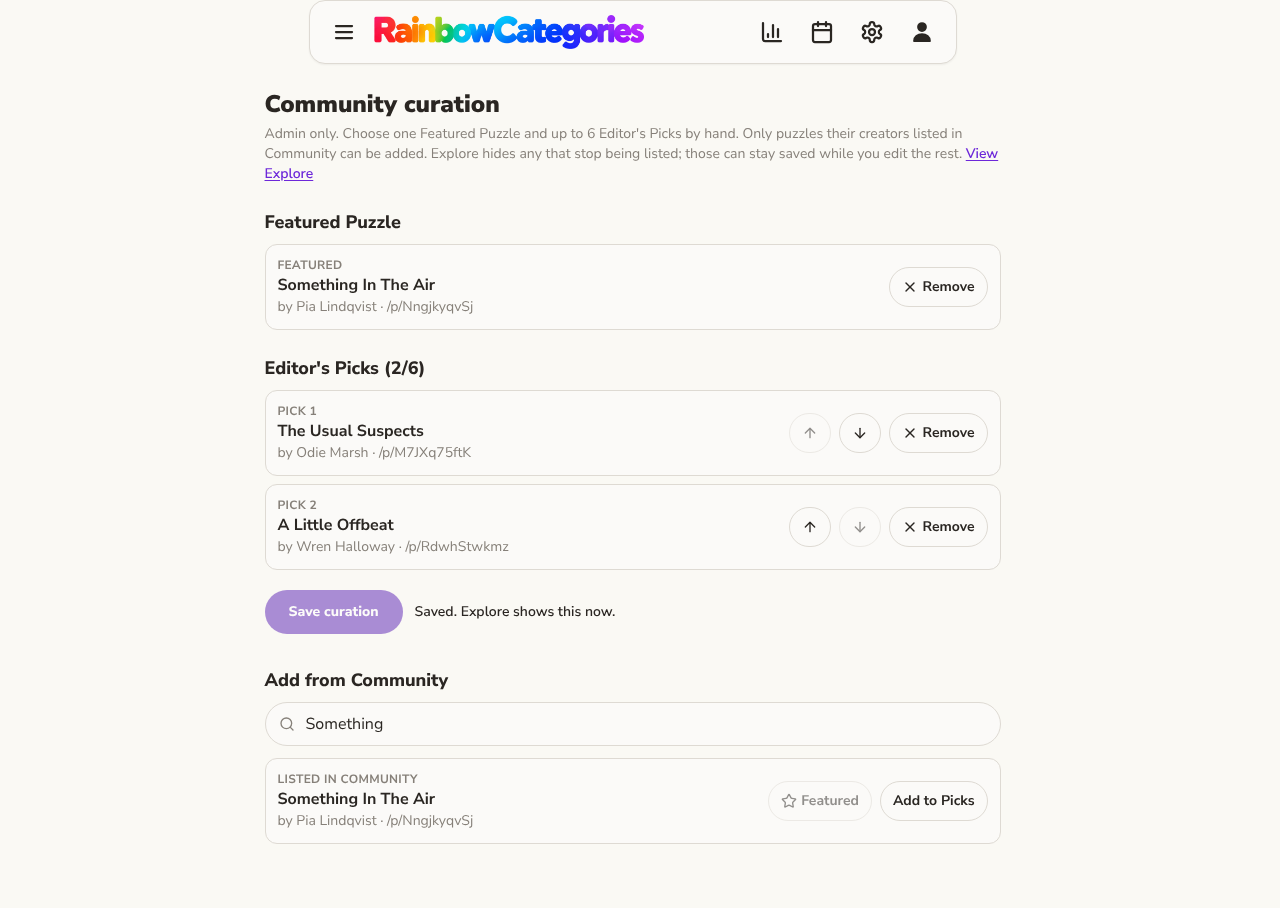 RainbowCategories
Community curation
Admin only. Choose one Featured Puzzle and up to 6 Editor's Picks by hand. Only puzzles their creators listed in
Community can be added. Explore hides any that stop being listed; those can stay saved while you edit the rest. View
Explore
Featured Puzzle
FEATURED
Something In The Air
by Pia Lindqvist · /p/NngjkyqvSj
Remove
Editor's Picks (2/6)
PICK 1
The Usual Suspects
by Odie Marsh · /p/M7JXq75ftK
Remove
PICK 2
A Little Offbeat
by Wren Halloway · /p/RdwhStwkmz
Remove
Save curation
Saved. Explore shows this now.
Add from Community
Something
LISTED IN COMMUNITY
Something In The Air
by Pia Lindqvist · /p/NngjkyqvSj
Featured
Add to Picks